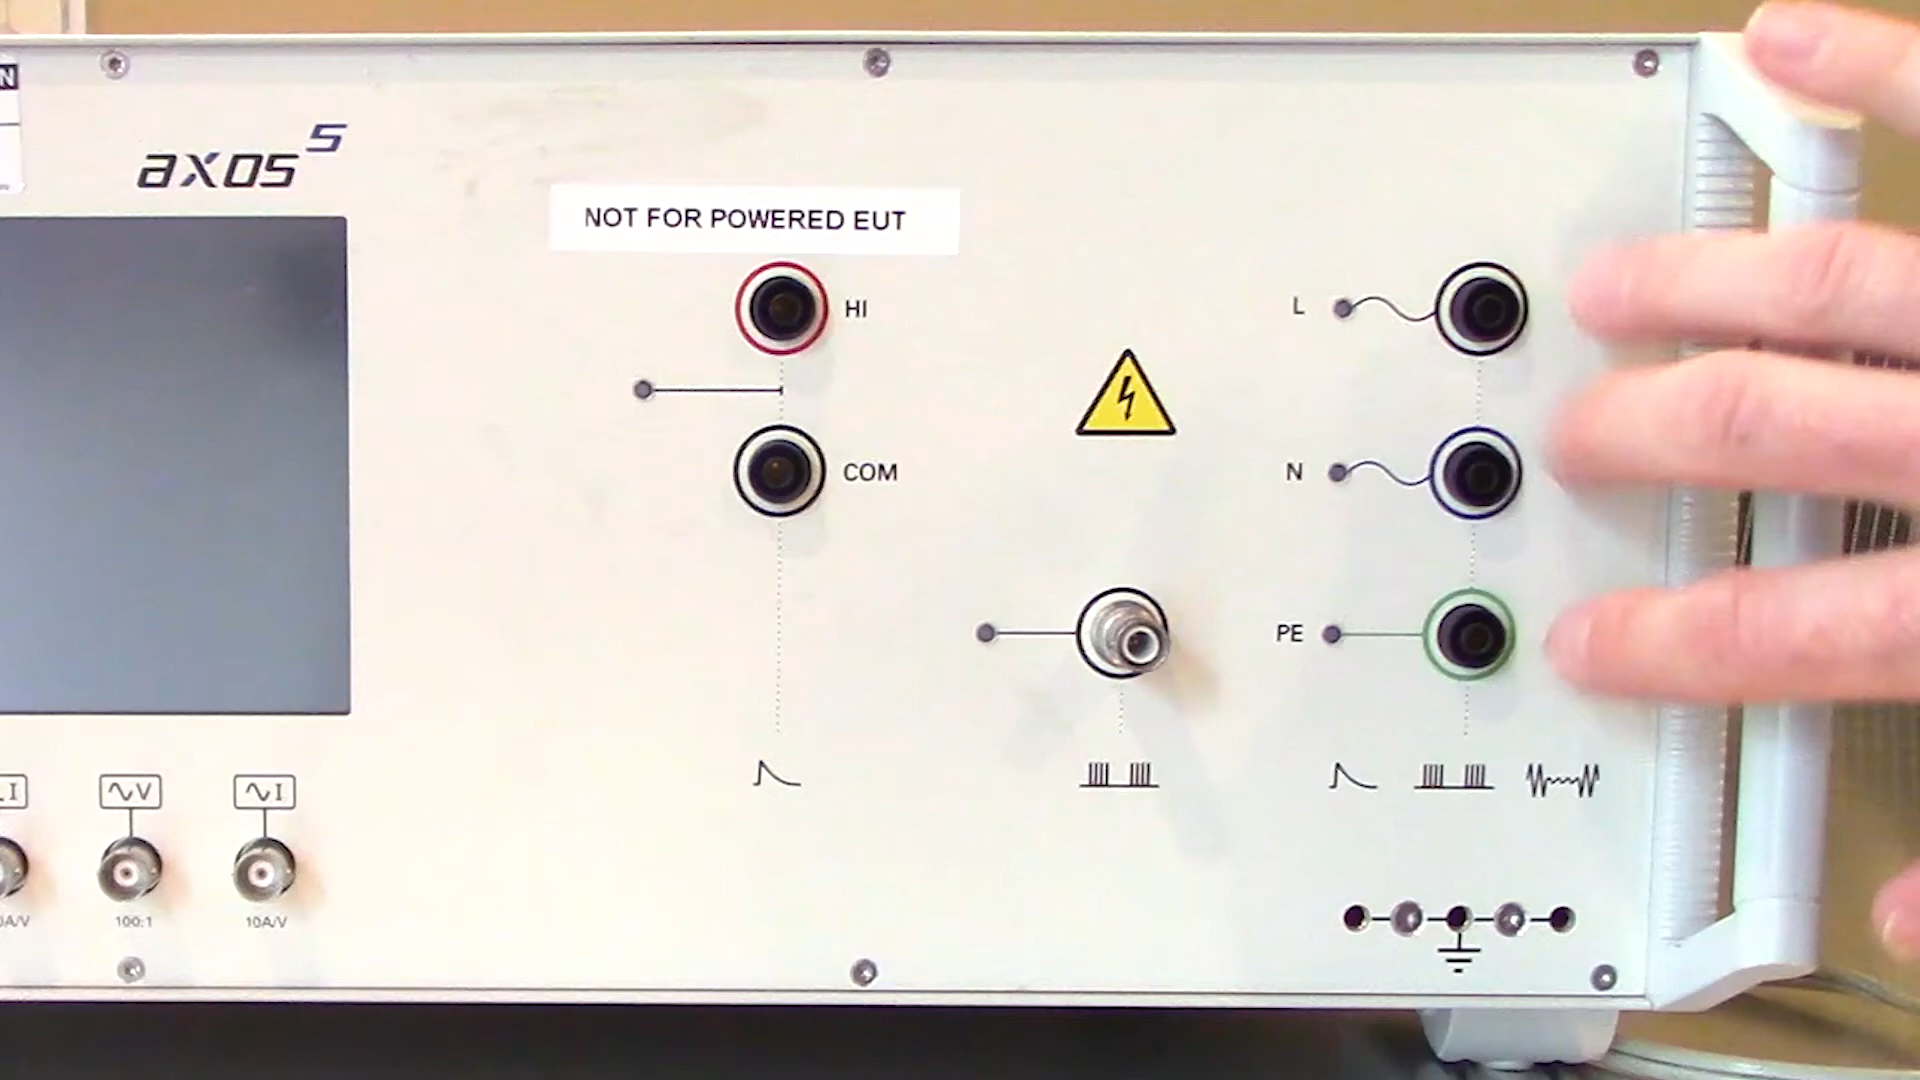 N
axos5
NOT FOR POWERED EUT
HI
L
COM
N
PE
I
V
I
A/V
100:1
10A/V